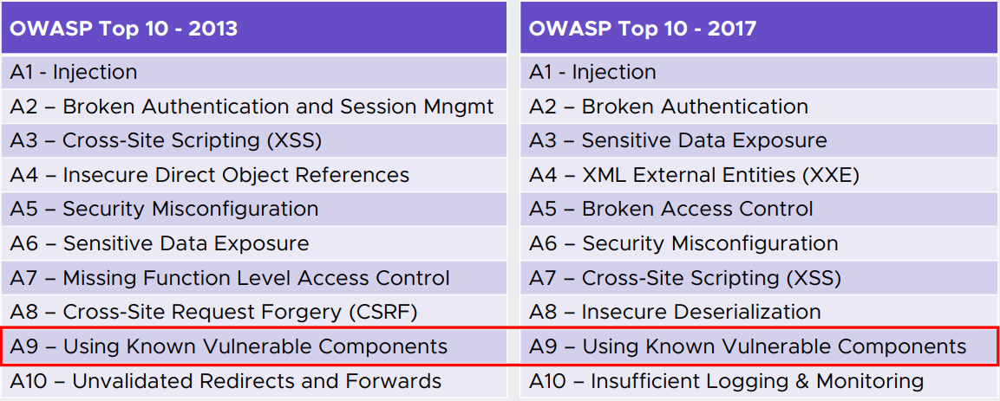 OWASP Top 10 - 2013
A1 - Injection
A2 – Broken Authentication and Session Mngmt
A3 – Cross-Site Scripting (XSS)
A4 – Insecure Direct Object References
A5 – Security Misconfiguration
A6 – Sensitive Data Exposure
A7 – Missing Function Level Access Control
A8 – Cross-Site Request Forgery (CSRF)
A9 – Using Known Vulnerable Components
A10 – Unvalidated Redirects and Forwards
OWASP Top 10 - 2017
A1 - Injection
A2 – Broken Authentication
A3 – Sensitive Data Exposure
A4 – XML External Entities (XXE)
A5 – Broken Access Control
A6 – Security Misconfiguration
A7 – Cross-Site Scripting (XSS)
A8 – Insecure Deserialization
A9 – Using Known Vulnerable Components
A10 – Insufficient Logging & Monitoring